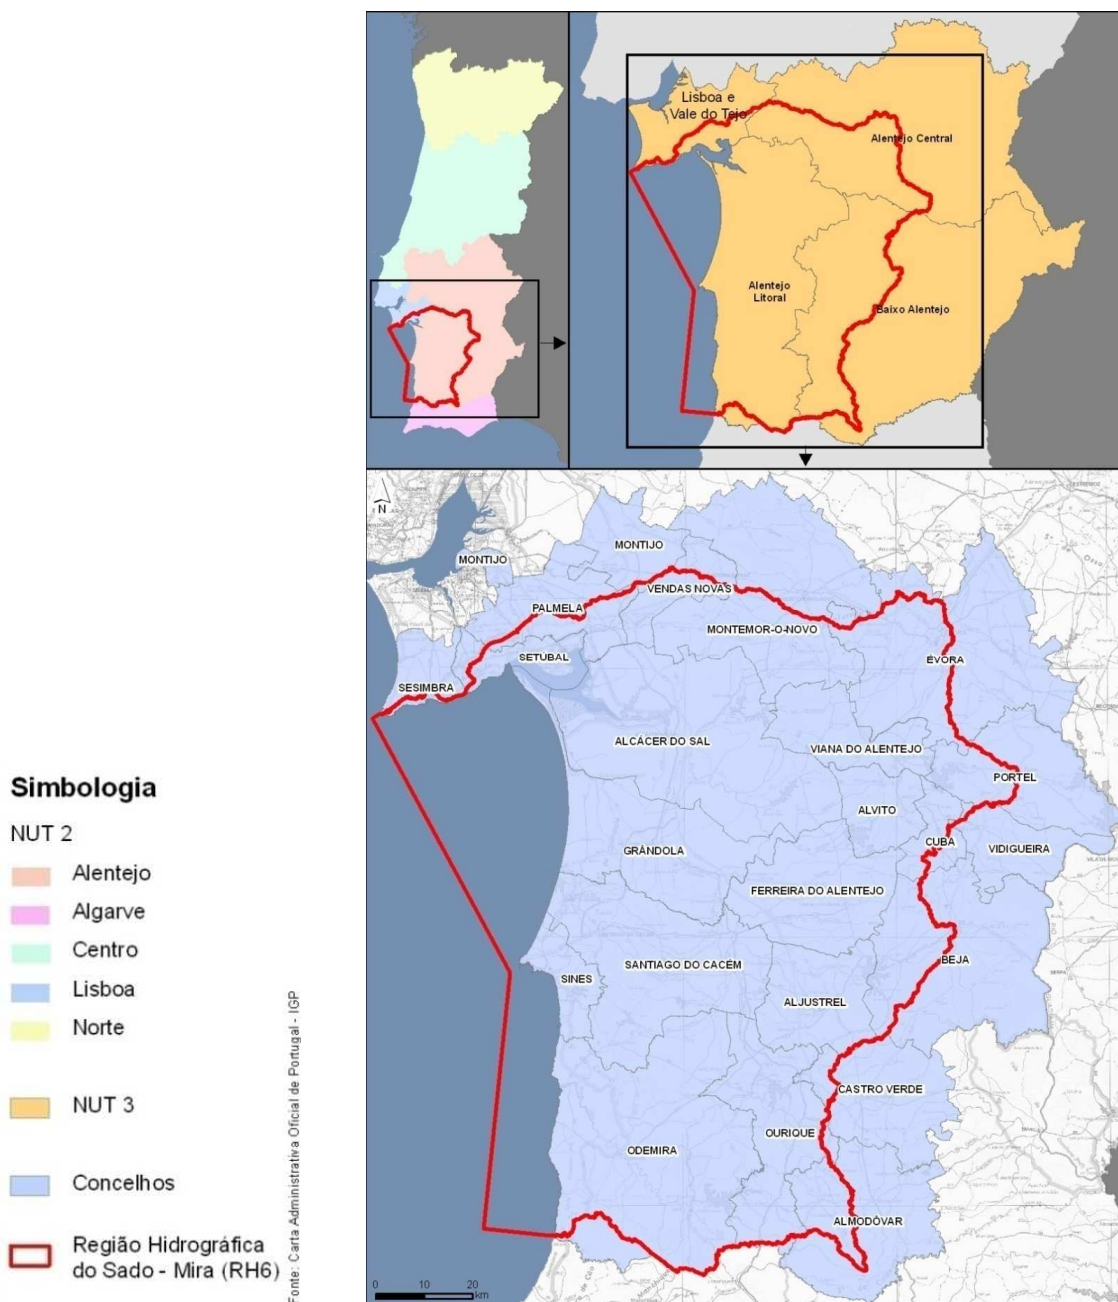 Lisboa e
Vale do Tejo
Alentejo Central
Alentejo
Litoral
Baixo Alentejo
N
MONTIJO
MONTIJO
VENDAS NOVAS
PALMELA
MONTEMOR-O-NOVO
SETÚBAL
ÉVORA
SESIMBRA
ALCÁCER DO SAL
VIANA DO ALENTEJO
PORTEL
ALVITO
CUBA
GRÂNDOLA
VIDIGUEIRA
FERREIRA DO ALENTEJO
SANTIAGO DO CACÉM
BEJA
SINES
ALJUSTREL
CASTRO VERDE
OURIQUE
ODEMIRA
ALMODÔVAR
0 10 20
km
Simbologia
NUT 2
Alentejo
Algarve
Centro
Lisboa
Norte
NUT 3
Concelhos
Região Hidrográfica
do Sado - Mira (RH6)
Fonte: Carta Administrativa Oficial de Portugal - IGP